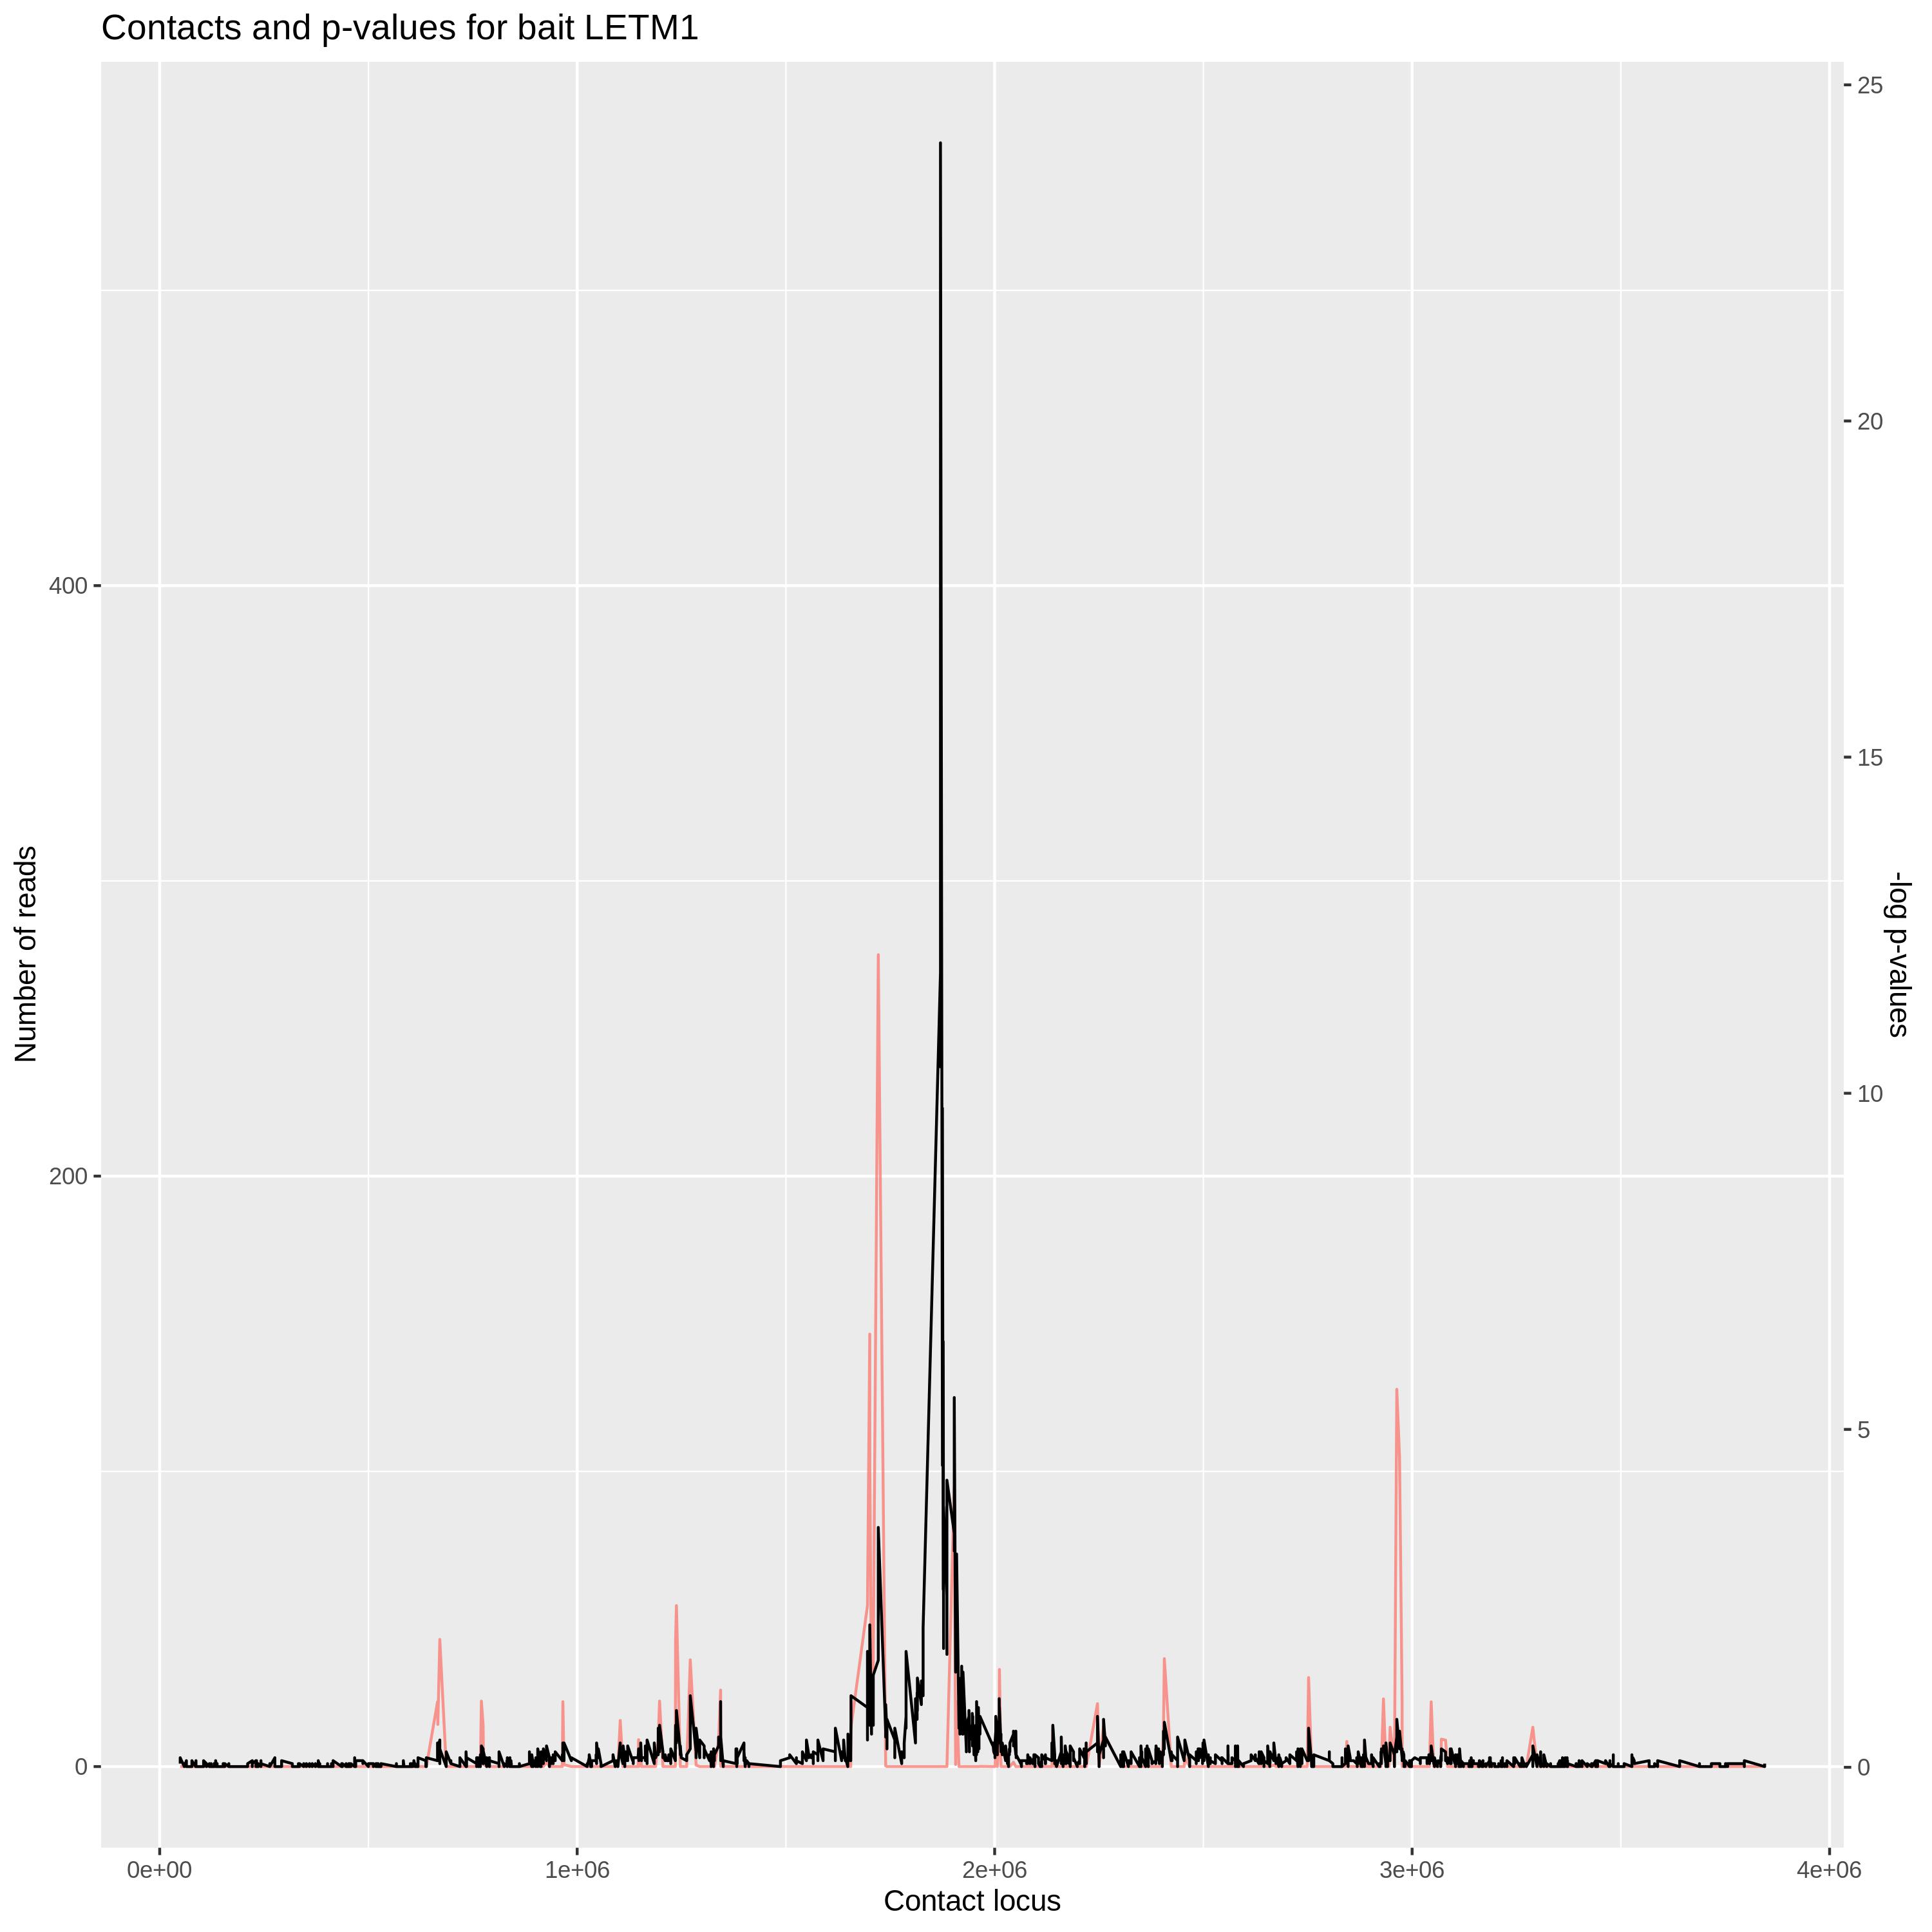 Contacts and p-values for bait LETM1
Number of reads
400
200
0
25
20
15
10
5
0
-log p-values
0e+00 1e+06 2e+06 3e+06 4e+06
Contact locus